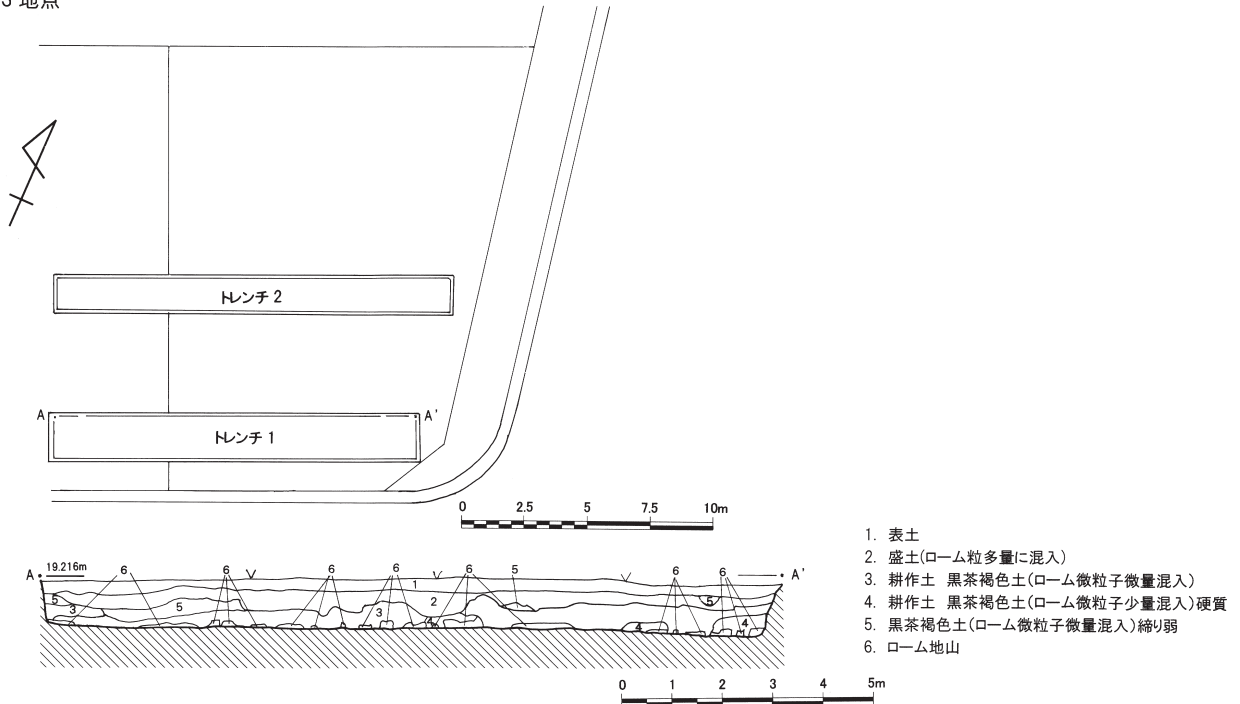 3 地点
トレンチ 2
A A'
トレンチ 1
0 2.5 5 7.5 10m
A 19.216m 6 6 6 6 6 5 6 6 A'
1
5 3 5 3 2 4 5 4 4
0 1 2 3 4 5m
1. 表土
2. 盛土(ローム粒多量に混入)
3. 耕作土 黒茶褐色土(ローム微粒子微量混入)
4. 耕作土 黒茶褐色土(ローム微粒子少量混入)硬質
5. 黒茶褐色土(ローム微粒子微量混入)締り弱
6. ローム地山